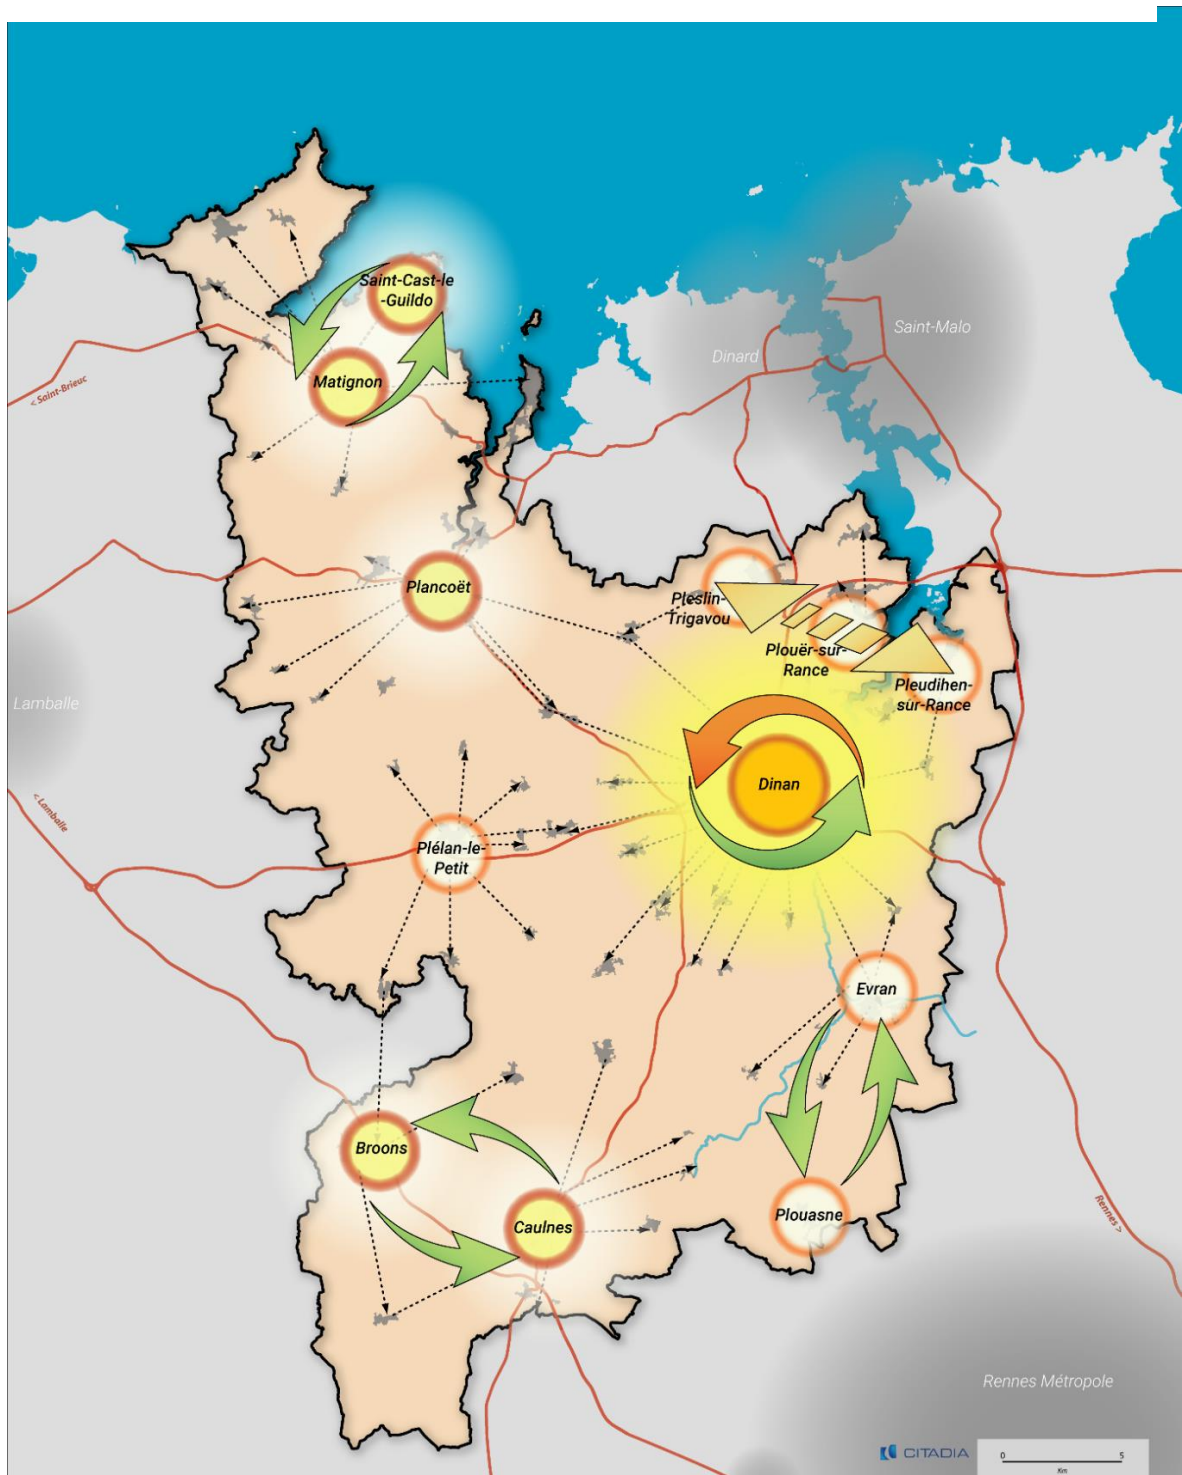 Saint-Cast-le
-Guildo
Saint-Malo
Dinard
Matignon
< Saint-Brieuc
Plancoët
Pleslin-
Trigavou
Plouër-sur-
Rance
Pleudihen-
sur-Rance
Lamballe
Dinan
< Lamballe
Plélan-le-
Petit
Evran
Broons
Caulnes
Plouasne
Rennes >
Rennes Métropole
CITADIA
0 5
Km